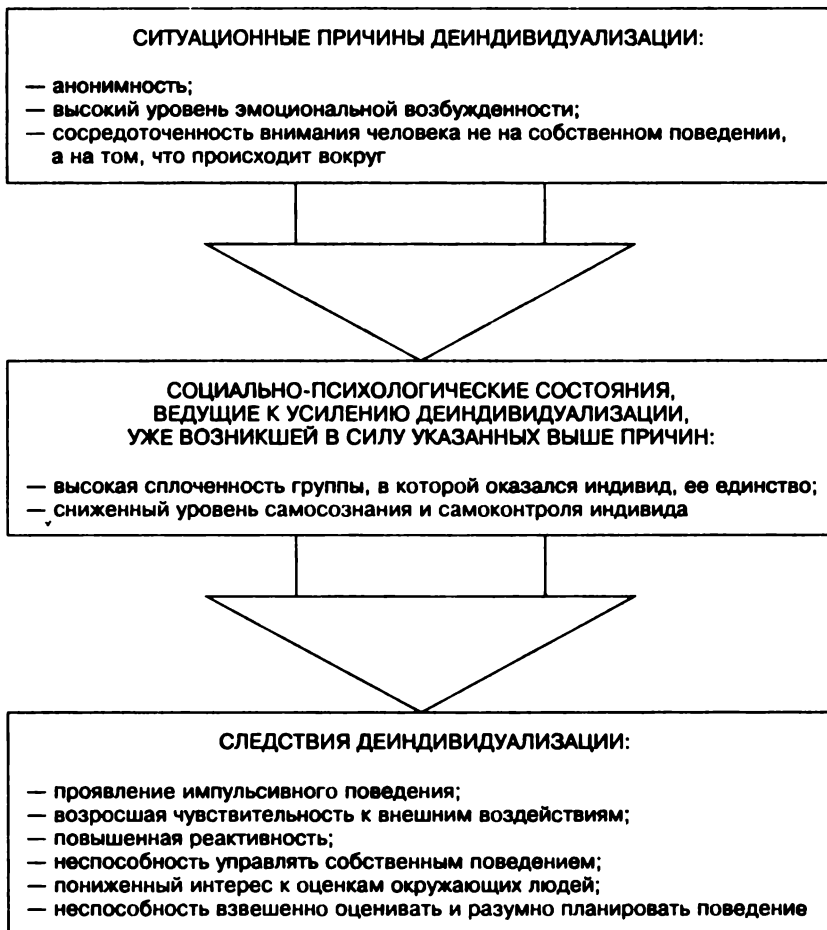 СИТУАЦИОННЫЕ ПРИЧИНЫ ДЕИНДИВИДУАЛИЗАЦИИ:
— анонимность;
— высокий уровень эмоциональной возбужденности;
— сосредоточенность внимания человека не на собственном поведении,
а на том, что происходит вокруг
СОЦИАЛЬНО-ПСИХОЛОГИЧЕСКИЕ СОСТОЯНИЯ,
ВЕДУЩИЕ К УСИЛЕНИЮ ДЕИНДИВИДУАЛИЗАЦИИ,
УЖЕ ВОЗНИКШЕЙ В СИЛУ УКАЗАННЫХ ВЫШЕ ПРИЧИН:
— высокая сплоченность группы, в которой оказался индивид, ее единство;
— сниженный уровень самосознания и самоконтроля индивида
СЛЕДСТВИЯ ДЕИНДИВИДУАЛИЗАЦИИ:
— проявление импульсивного поведения;
— возросшая чувствительность к внешним воздействиям;
— повышенная реактивность;
— неспособность управлять собственным поведением;
— пониженный интерес к оценкам окружающих людей;
— неспособность взвешенно оценивать и разумно планировать поведение